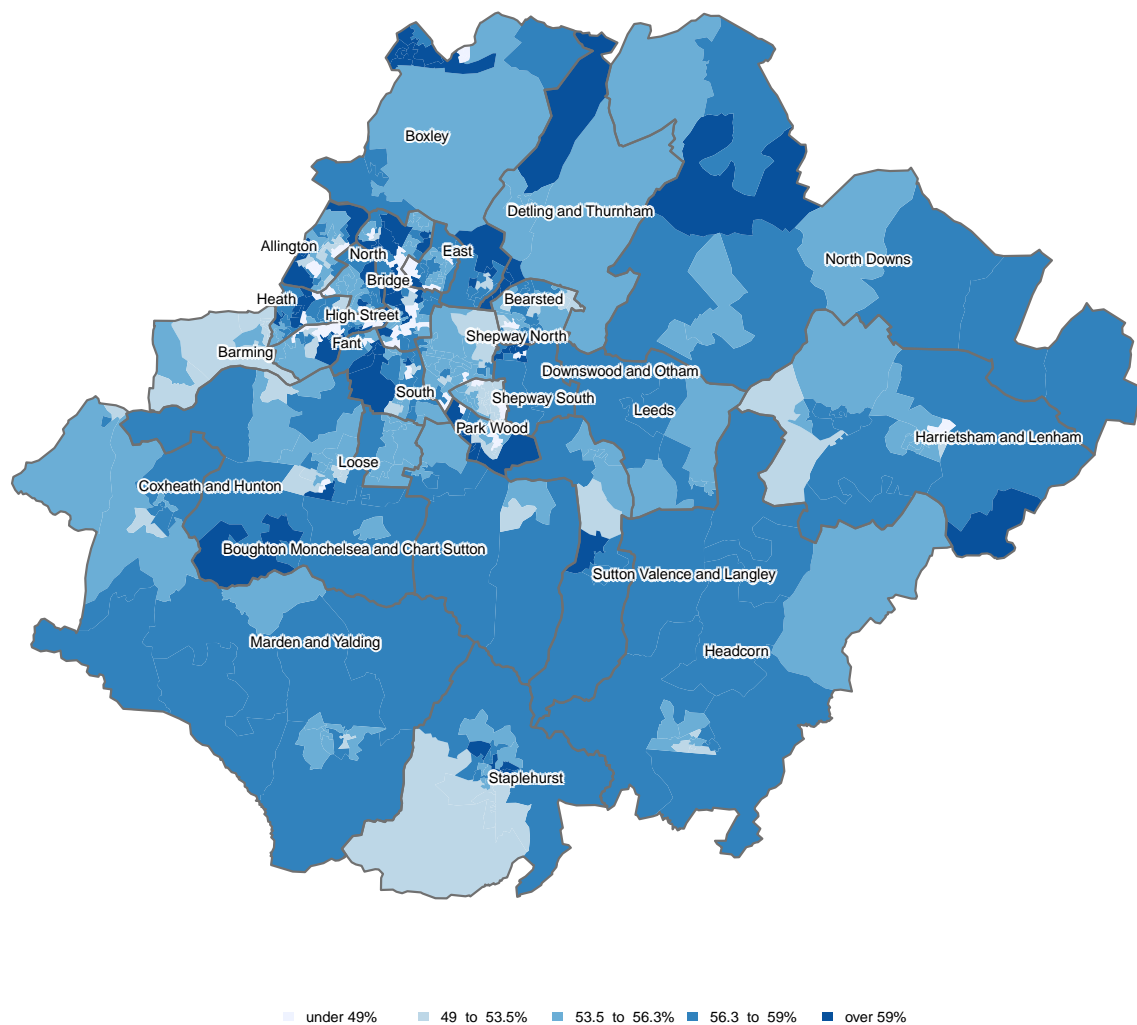 Boxley
Detling and Thurnham
Allington
North
East
North Downs
Bridge
Heath
Bearsted
High Street
Shepway North
Fant
Barming
Downswood and Otham
South
Shepway South
Leeds
Park Wood
Harrietsham and Lenham
Loose
Coxheath and Hunton
Boughton Monchelsea and Chart Sutton
Sutton Valence and Langley
Marden and Yalding
Headcorn
Staplehurst
under 49% 49 to 53.5% 53.5 to 56.3% 56.3 to 59% over 59%